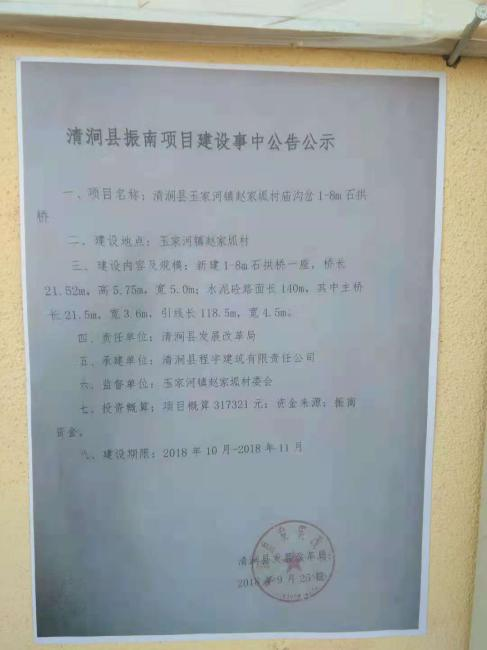 清涧县振南项目建设事中公告公示
一、项目名称：清涧县玉家河镇赵家坬村庙沟岔1-8m石拱
桥
二、建设地点：玉家河镇赵家坬村
三、建设内容及规模：新建1-8m石拱桥一座，桥长
21.52m，高5.75m，宽5.0m；水泥砼路面长140m，其中主桥
长21.5m，宽3.6m，引线长118.5m，宽4.5m。
四、责任单位：清涧县发展改革局
五、承建单位：清涧县程宇建筑有限责任公司
六、监督单位：玉家河镇赵家坬村委会
七、投资概算：项目概算317321元；资金来源：振南
资金。
八、建设期限：2018年10月-2018年11月
清涧县发展改革局
2018年9月25日